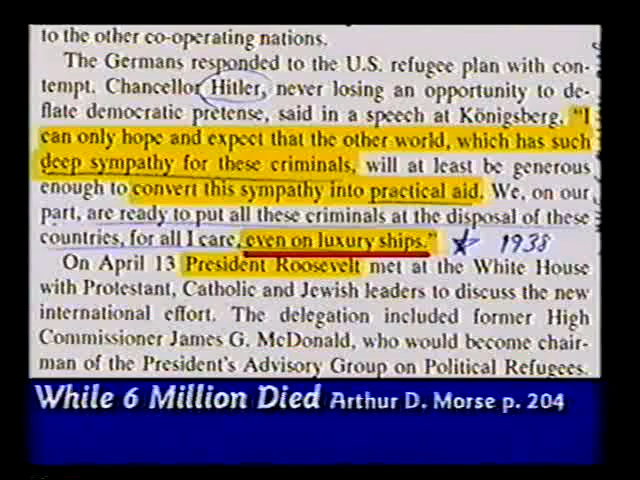 to the other co-operating nations.
The Germans responded to the U.S. refugee plan with con-
tempt. Chancellor Hitler, never losing an opportunity to de-
flate democratic pretense, said in a speech at Königsberg, "I
can only hope and expect that the other world, which has such
deep sympathy for these criminals, will at least be generous
enough to convert this sympathy into practical aid. We, on our
part, are ready to put all these criminals at the disposal of these
countries, for all I care, even on luxury ships." 1938
On April 13 President Roosevelt met at the White House
with Protestant, Catholic and Jewish leaders to discuss the new
international effort. The delegation included former High
Commissioner James G. McDonald, who would become chair-
man of the President's Advisory Group on Political Refugees.
While 6 Million Died Arthur D. Morse p. 204